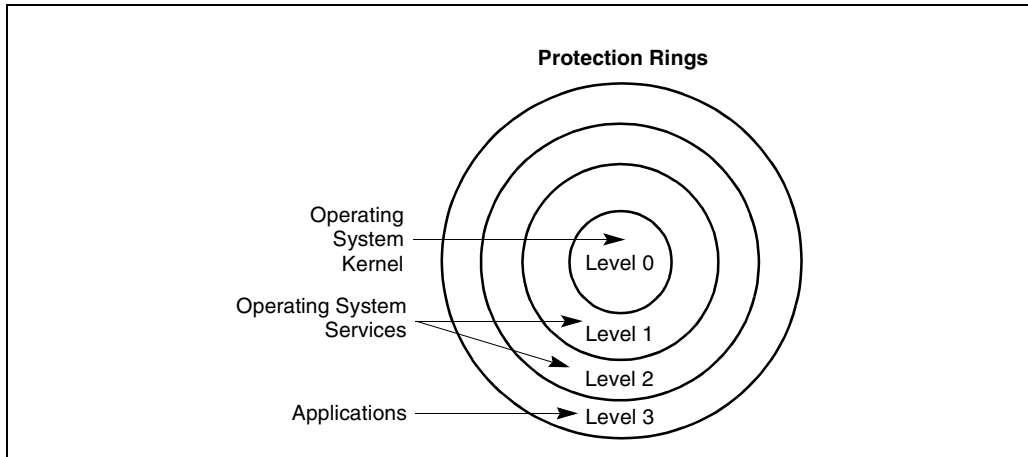 Protection Rings
Operating
System
Kernel
Level 0
Operating System
Services
Level 1
Level 2
Applications
Level 3